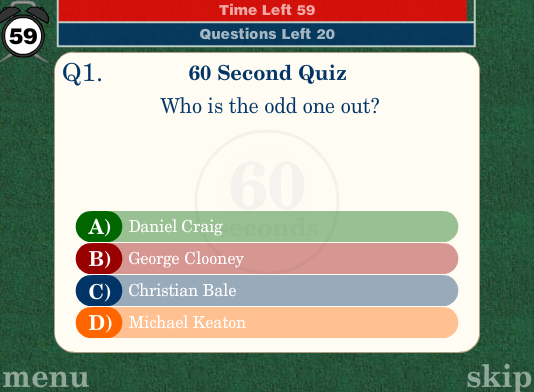 Time Left 59
59
Questions Left 20
Q1.
60 Second Quiz
Who is the odd one out?
60
seconds
A) Daniel Craig
B) George Clooney
C) Christian Bale
D) Michael Keaton
menu
skip